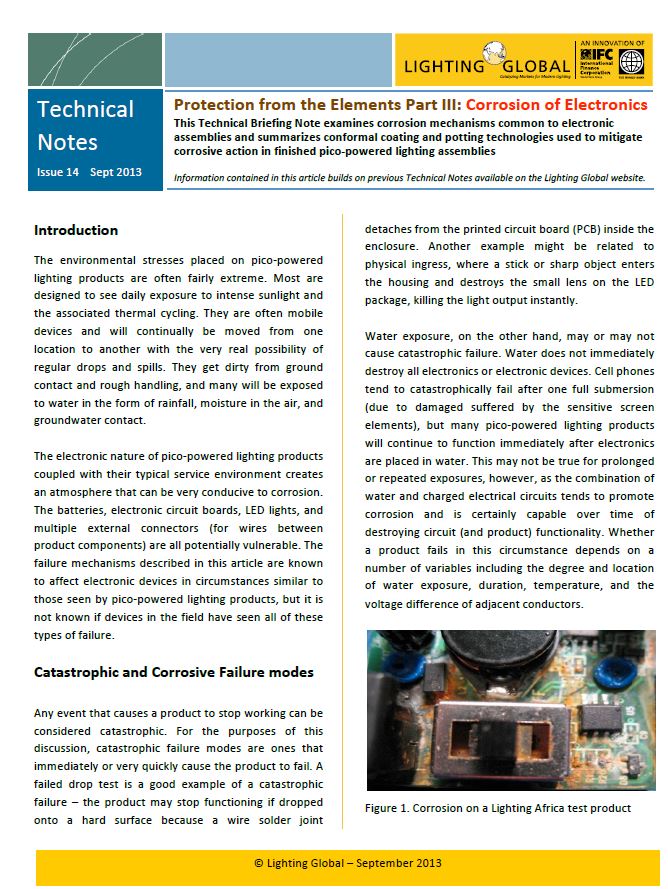 LIGHTING GLOBAL
Catalyzing Markets for Modern Lighting
AN INNOVATION OF
IFC
International
Finance
Corporation
THE WORLD BANK
Technical
Notes
Issue 14 Sept 2013
Protection from the Elements Part III: Corrosion of Electronics
This Technical Briefing Note examines corrosion mechanisms common to electronic
assemblies and summarizes conformal coating and potting technologies used to mitigate
corrosive action in finished pico-powered lighting assemblies
Information contained in this article builds on previous Technical Notes available on the Lighting Global website.
Introduction
The environmental stresses placed on pico-powered
lighting products are often fairly extreme. Most are
designed to see daily exposure to intense sunlight and
the associated thermal cycling. They are often mobile
devices and will continually be moved from one
location to another with the very real possibility of
regular drops and spills. They get dirty from ground
contact and rough handling, and many will be exposed
to water in the form of rainfall, moisture in the air, and
groundwater contact.
The electronic nature of pico-powered lighting products
coupled with their typical service environment creates
an atmosphere that can be very conducive to corrosion.
The batteries, electronic circuit boards, LED lights, and
multiple external connectors (for wires between
product components) are all potentially vulnerable. The
failure mechanisms described in this article are known
to affect electronic devices in circumstances similar to
those seen by pico-powered lighting products, but it is
not known if devices in the field have seen all of these
types of failure.
Catastrophic and Corrosive Failure modes
Any event that causes a product to stop working can be
considered catastrophic. For the purposes of this
discussion, catastrophic failure modes are ones that
immediately or very quickly cause the product to fail. A
failed drop test is a good example of a catastrophic
failure – the product may stop functioning if dropped
onto a hard surface because a wire solder joint
detaches from the printed circuit board (PCB) inside the
enclosure. Another example might be related to
physical ingress, where a stick or sharp object enters
the housing and destroys the small lens on the LED
package, killing the light output instantly.
Water exposure, on the other hand, may or may not
cause catastrophic failure. Water does not immediately
destroy all electronics or electronic devices. Cell phones
tend to catastrophically fail after one full submersion
(due to damaged suffered by the sensitive screen
elements), but many pico-powered lighting products
will continue to function immediately after electronics
are placed in water. This may not be true for prolonged
or repeated exposures, however, as the combination of
water and charged electrical circuits tends to promote
corrosion and is certainly capable over time of
destroying circuit (and product) functionality. Whether
a product fails in this circumstance depends on a
number of variables including the degree and location
of water exposure, duration, temperature, and the
voltage difference of adjacent conductors.
Figure 1. Corrosion on a Lighting Africa test product
© Lighting Global – September 2013